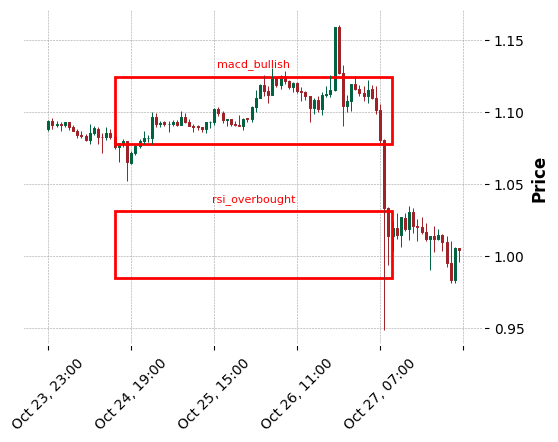 macd_bullish
rsi_overbought
1.15
1.10
1.05
1.00
0.95
Price
Oct 23, 23:00
Oct 24, 19:00
Oct 25, 15:00
Oct 26, 11:00
Oct 27, 07:00